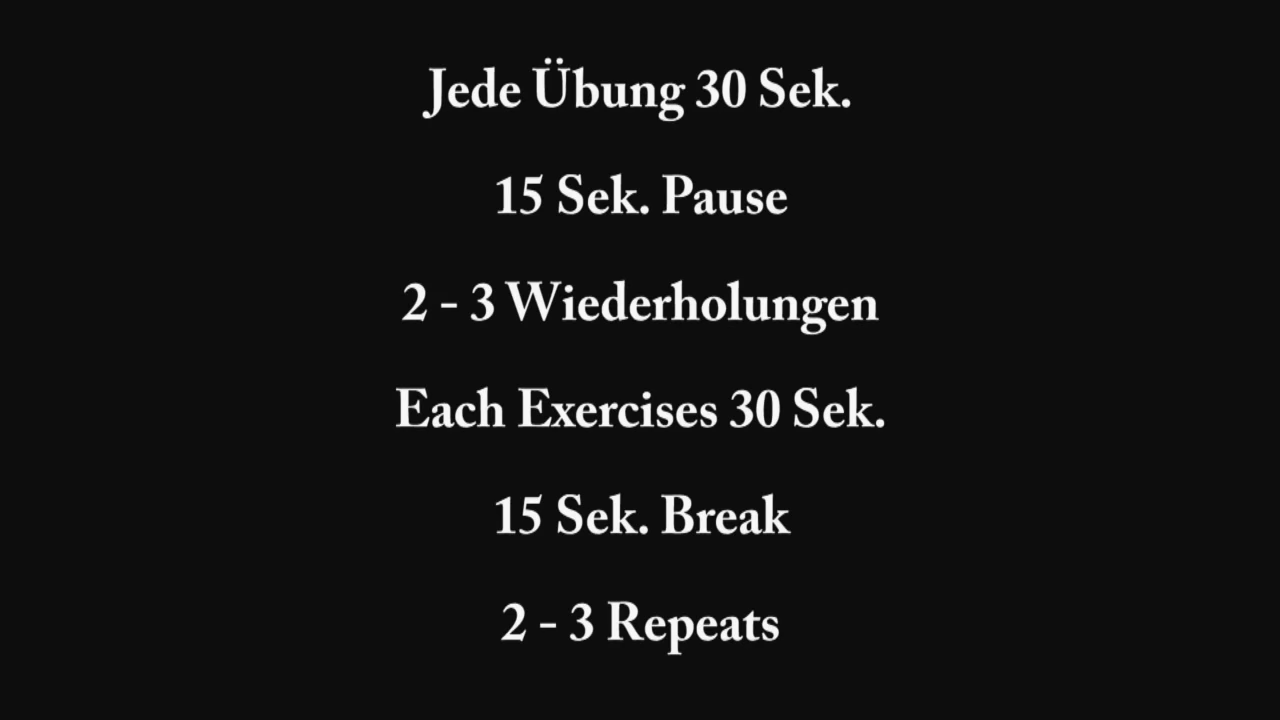 Jede Übung 30 Sek.
15 Sek. Pause
2 - 3 Wiederholungen
Each Exercises 30 Sek.
15 Sek. Break
2 - 3 Repeats